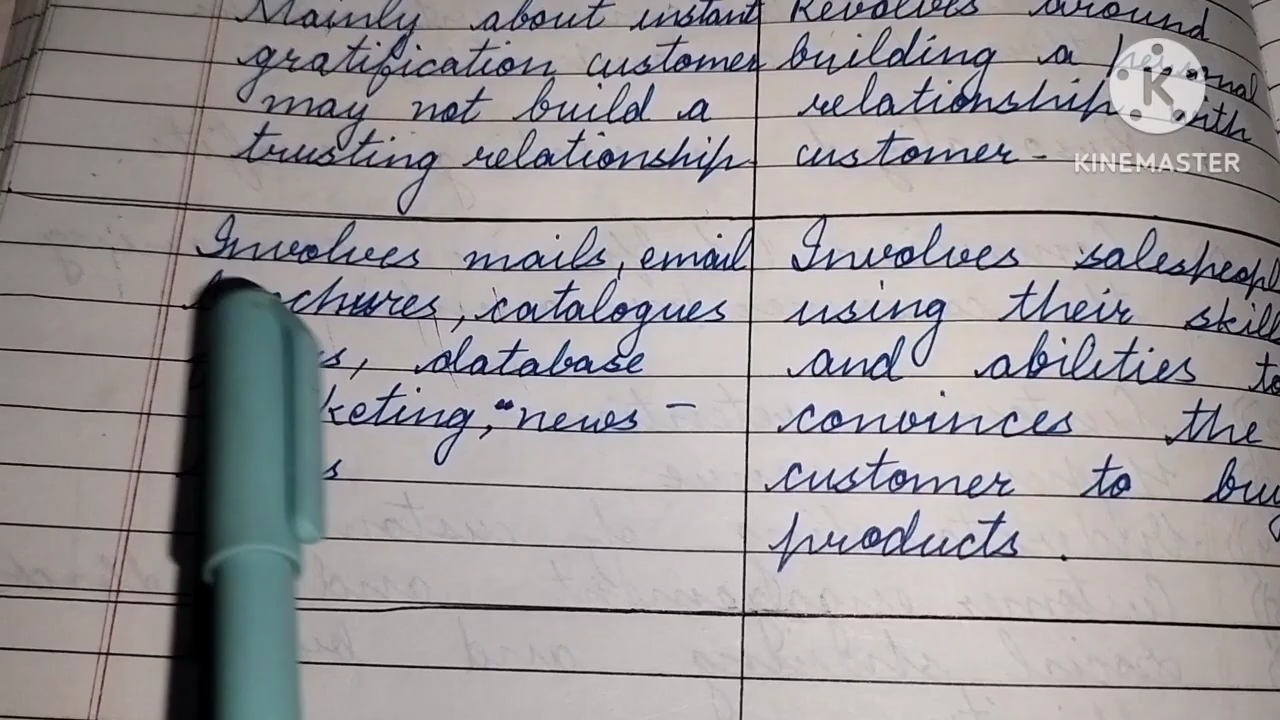 Mainly about instant
gratification customer
may not build a
trusting relationship
Revolves around
building a
relationship with
customer-
Involves mails, email
catalogues
database
news-
Involves
using their
and abilities to
convinces the
customer to
products.
KINEMASTER